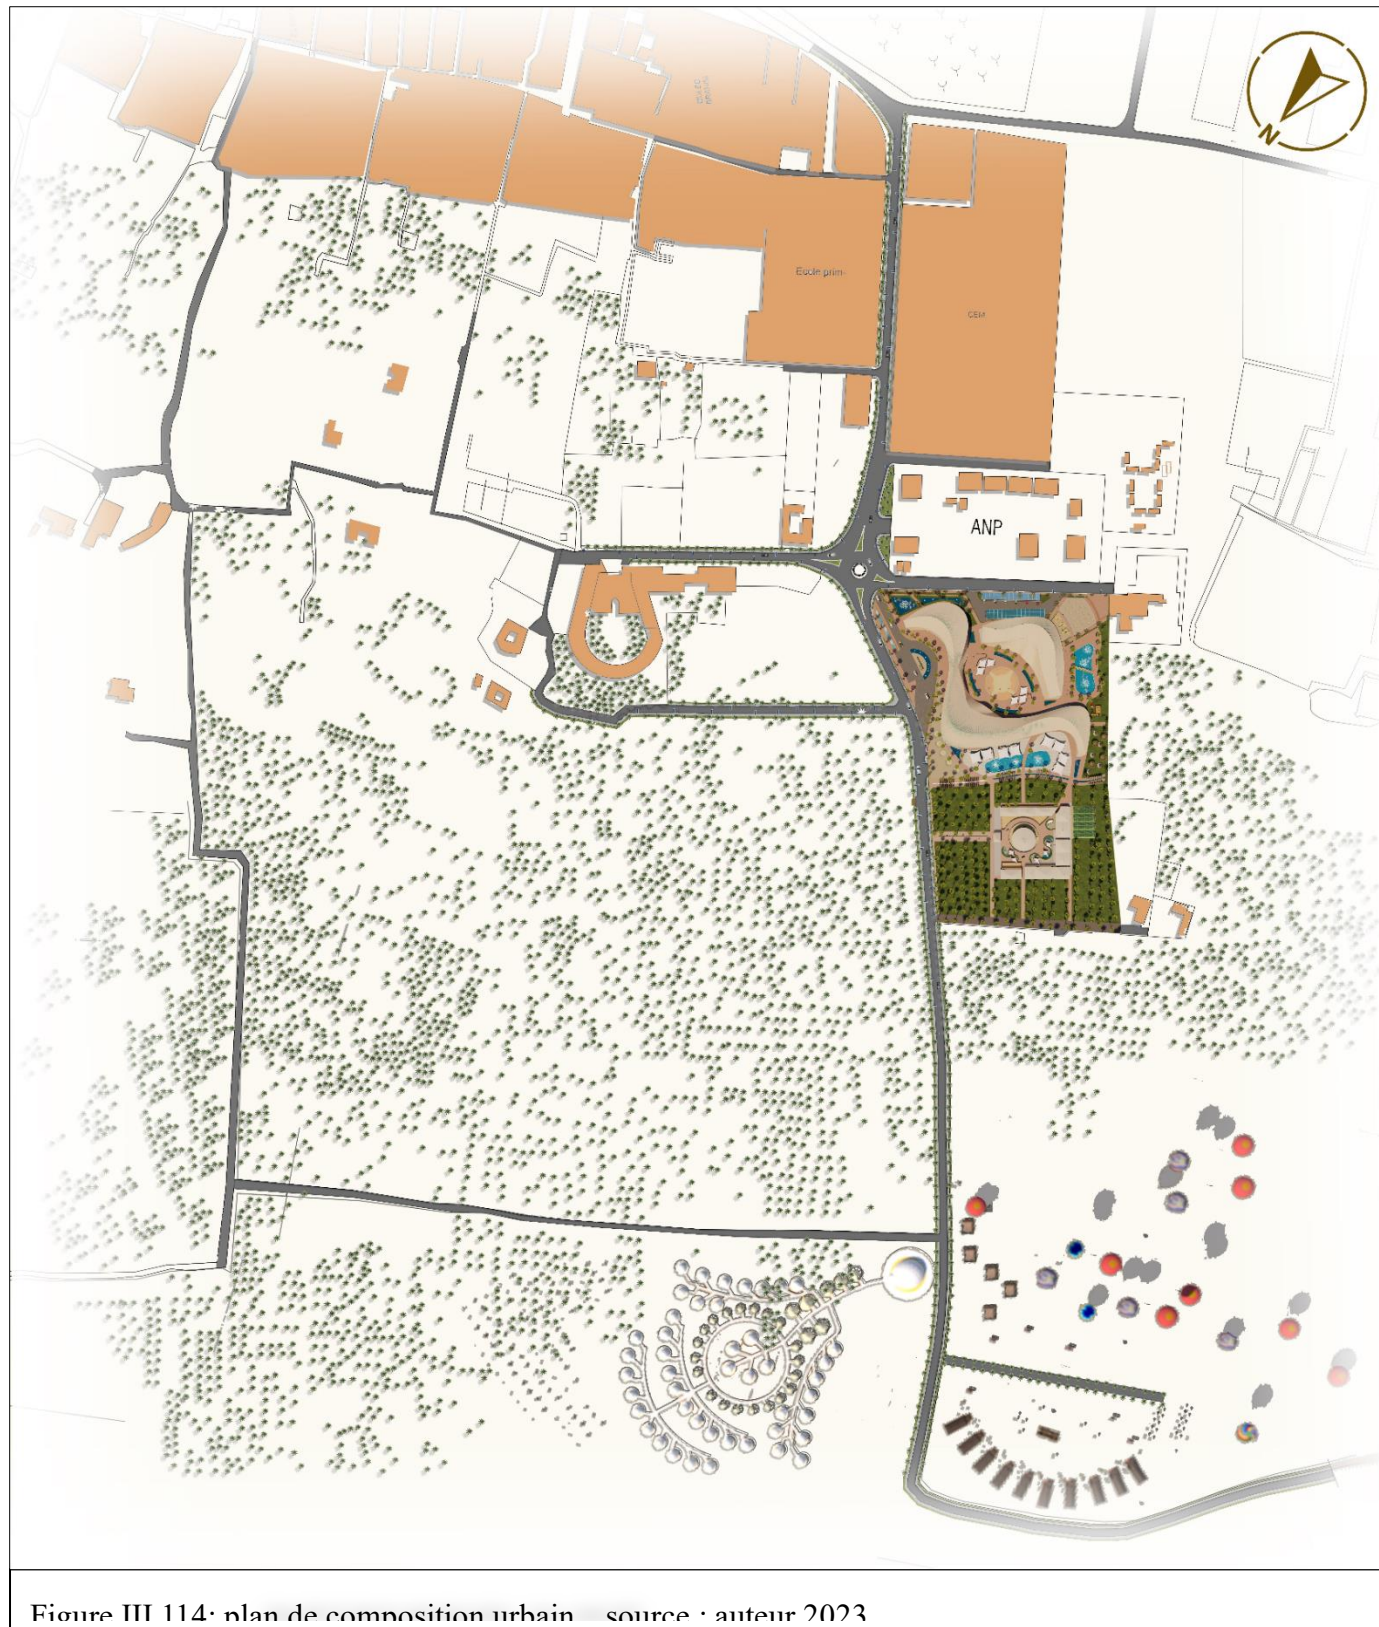 N
Ecole prim-
CEM
ANP
Figure III.114: plan de composition urbain source : auteur 2023